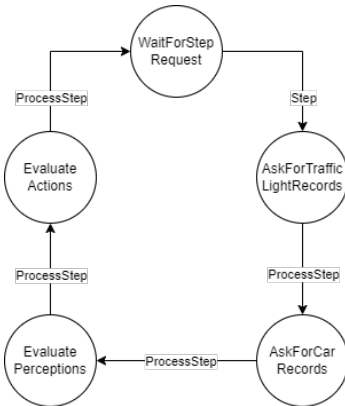 WaitForStep
Request
ProcessStep
Step
Evaluate
Actions
AskForTraffic
LightRecords
ProcessStep
ProcessStep
Evaluate
Perceptions
ProcessStep
AskForCar
Records